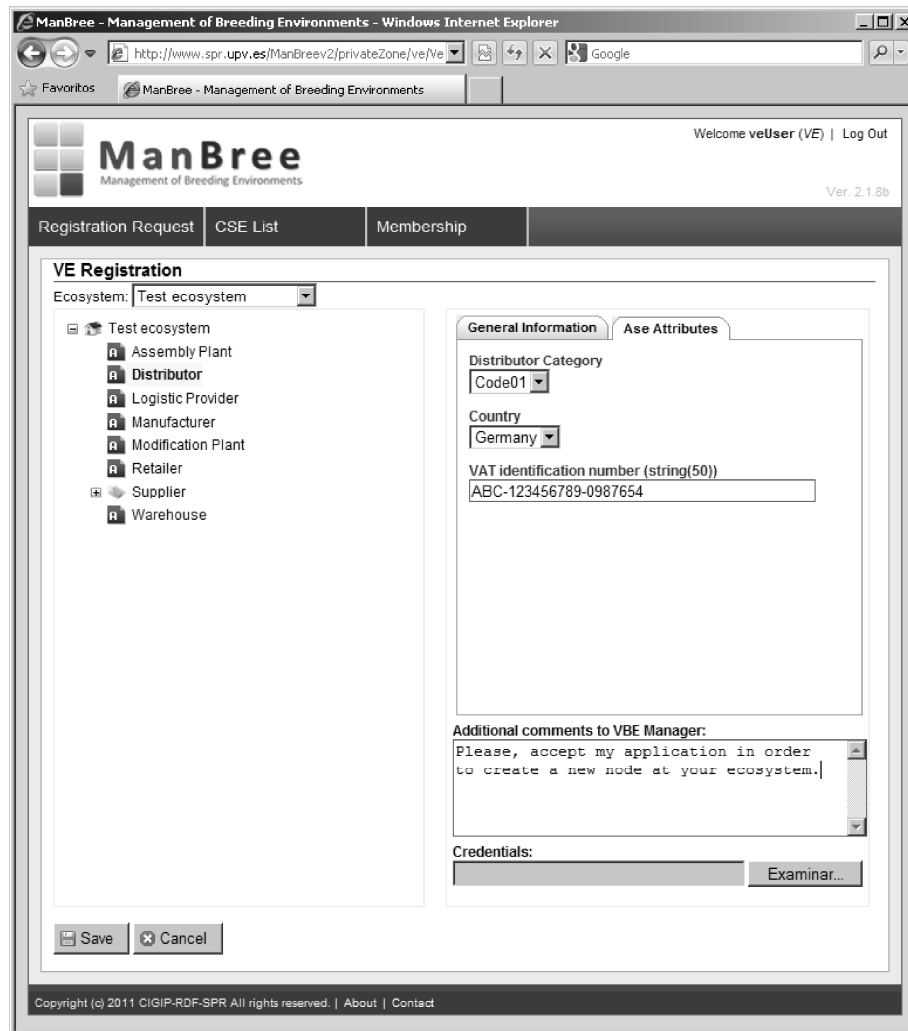 ManBree - Management of Breeding Environments - Windows Internet Explorer
http://www.spr.upv.es/ManBreev2/privateZone/ve/Ve
Google
Favoritos
ManBree - Management of Breeding Environments
Welcome veUser (VE) | Log Out
ManBree
Management of Breeding Environments
Ver. 2.1.8b
Registration Request
CSE List
Membership
VE Registration
Ecosystem: Test ecosystem
Test ecosystem
Assembly Plant
Distributor
Logistic Provider
Manufacturer
Modification Plant
Retailer
Supplier
Warehouse
General Information
Ase Attributes
Distributor Category
Code01
Country
Germany
VAT identification number (string(50))
ABC-123456789-0987654
Additional comments to VBE Manager:
Please, accept my application in order
to create a new node at your ecosystem.
Credentials:
Examinar...
Save
Cancel
Copyright (c) 2011 CIGIP-RDF-SPR All rights reserved. | About | Contact